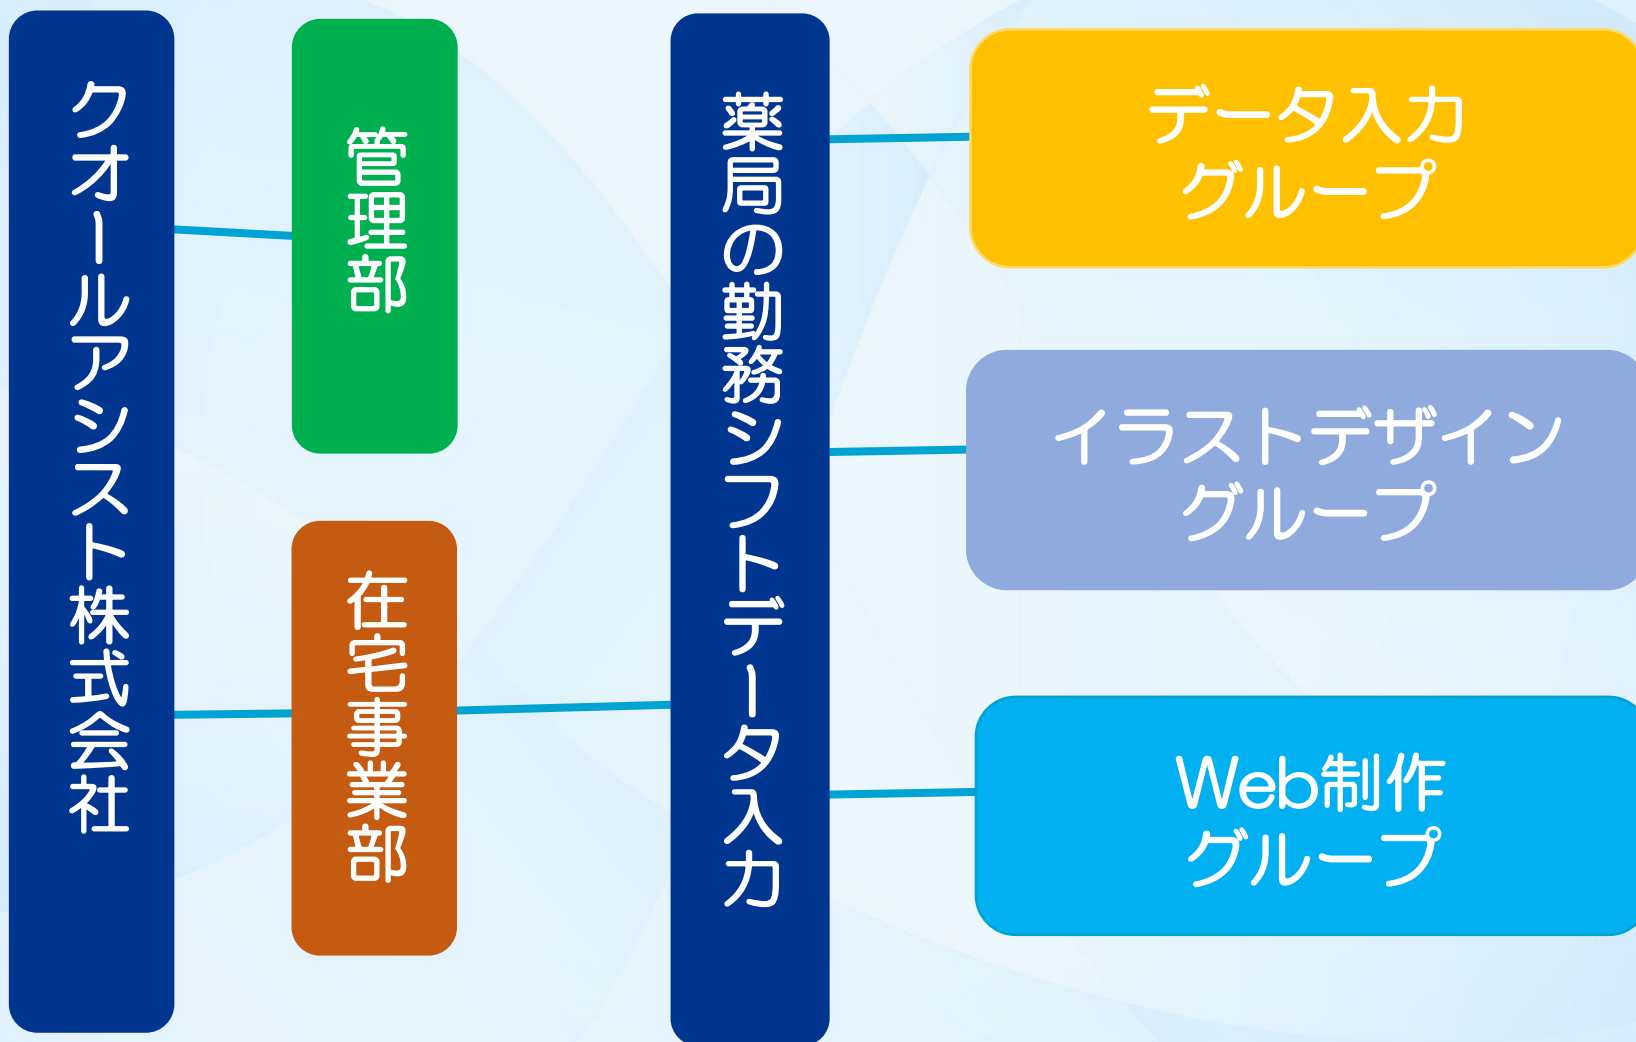 クオールアシスト株式会社
管理部
在宅事業部
薬局の勤務シフトデータ入力
データ入力
グループ
イラストデザイン
グループ
Web制作
グループ